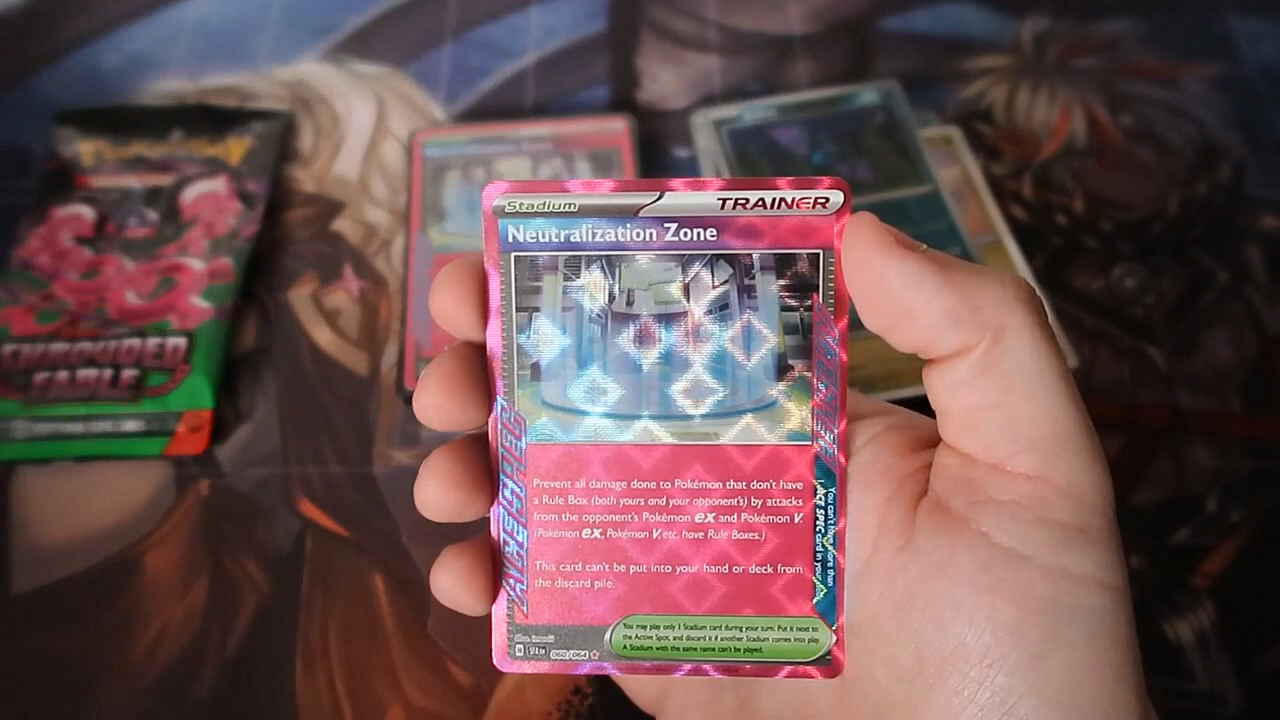 Pokémon
SHROUDED
FABLE
Stadium
TRAINER
Neutralization Zone
Prevent all damage done to Pokémon that don't have
a Rule Box (both yours and your opponent's) by attacks
from the opponent's Pokémon ex and Pokémon V.
(Pokémon ex, Pokémon V, etc. have Rule Boxes.)
This card can't be put into your hand or deck from
the discard pile.
ACE SPEC
You can't have more than
ACE SPEC card in your
You may play only 1 Stadium card during your turn. Put it next to
the Active Spot, and discard it if another Stadium comes into play.
A Stadium with the same name can't be played.
H SFA EN 060/064